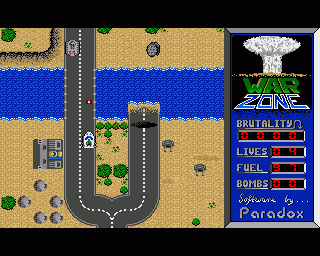 WAR
ZONE
BRUTALITY
0000
LIVES 04
FUEL 97
BOMBS 00
Software by...
Paradox